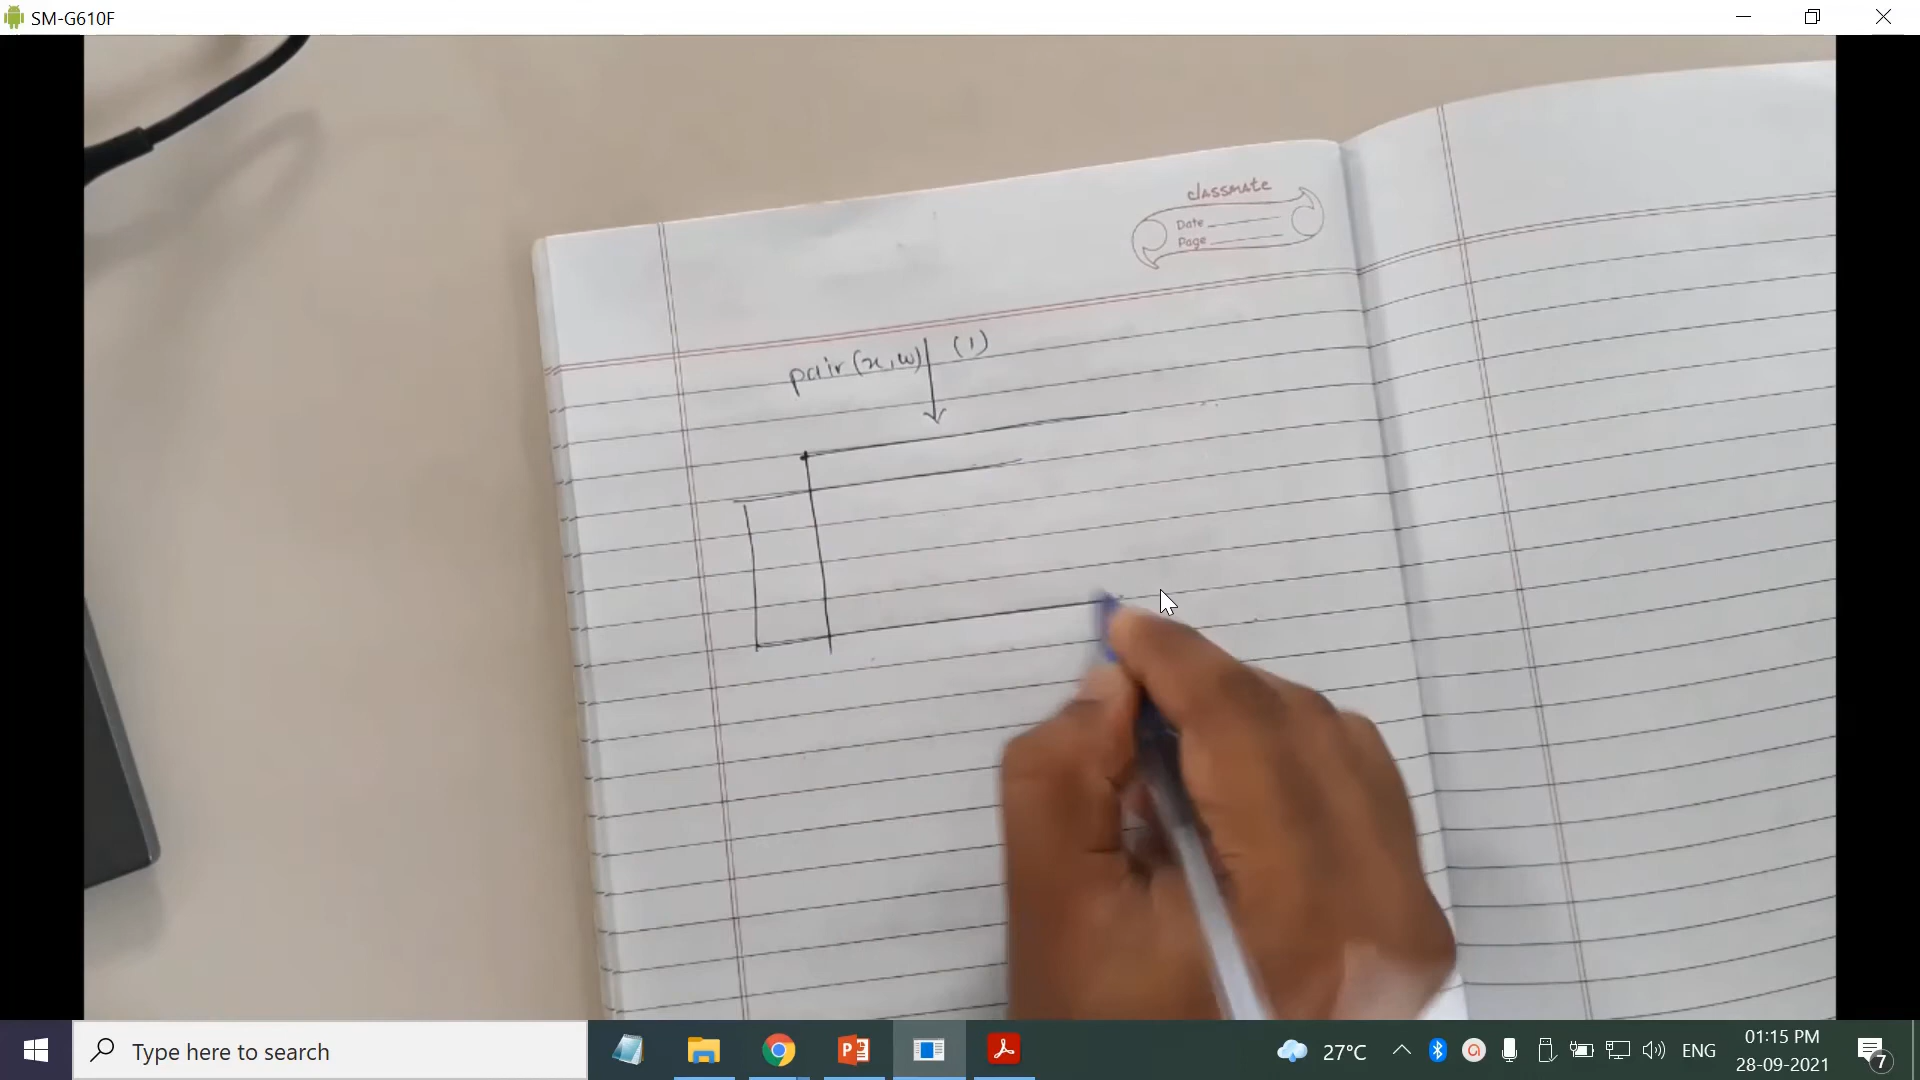 SM-G610F
classmate
Date
Page
pair(x,w) (1)
Type here to search
27°C
ENG
01:15 PM
28-09-2021
7